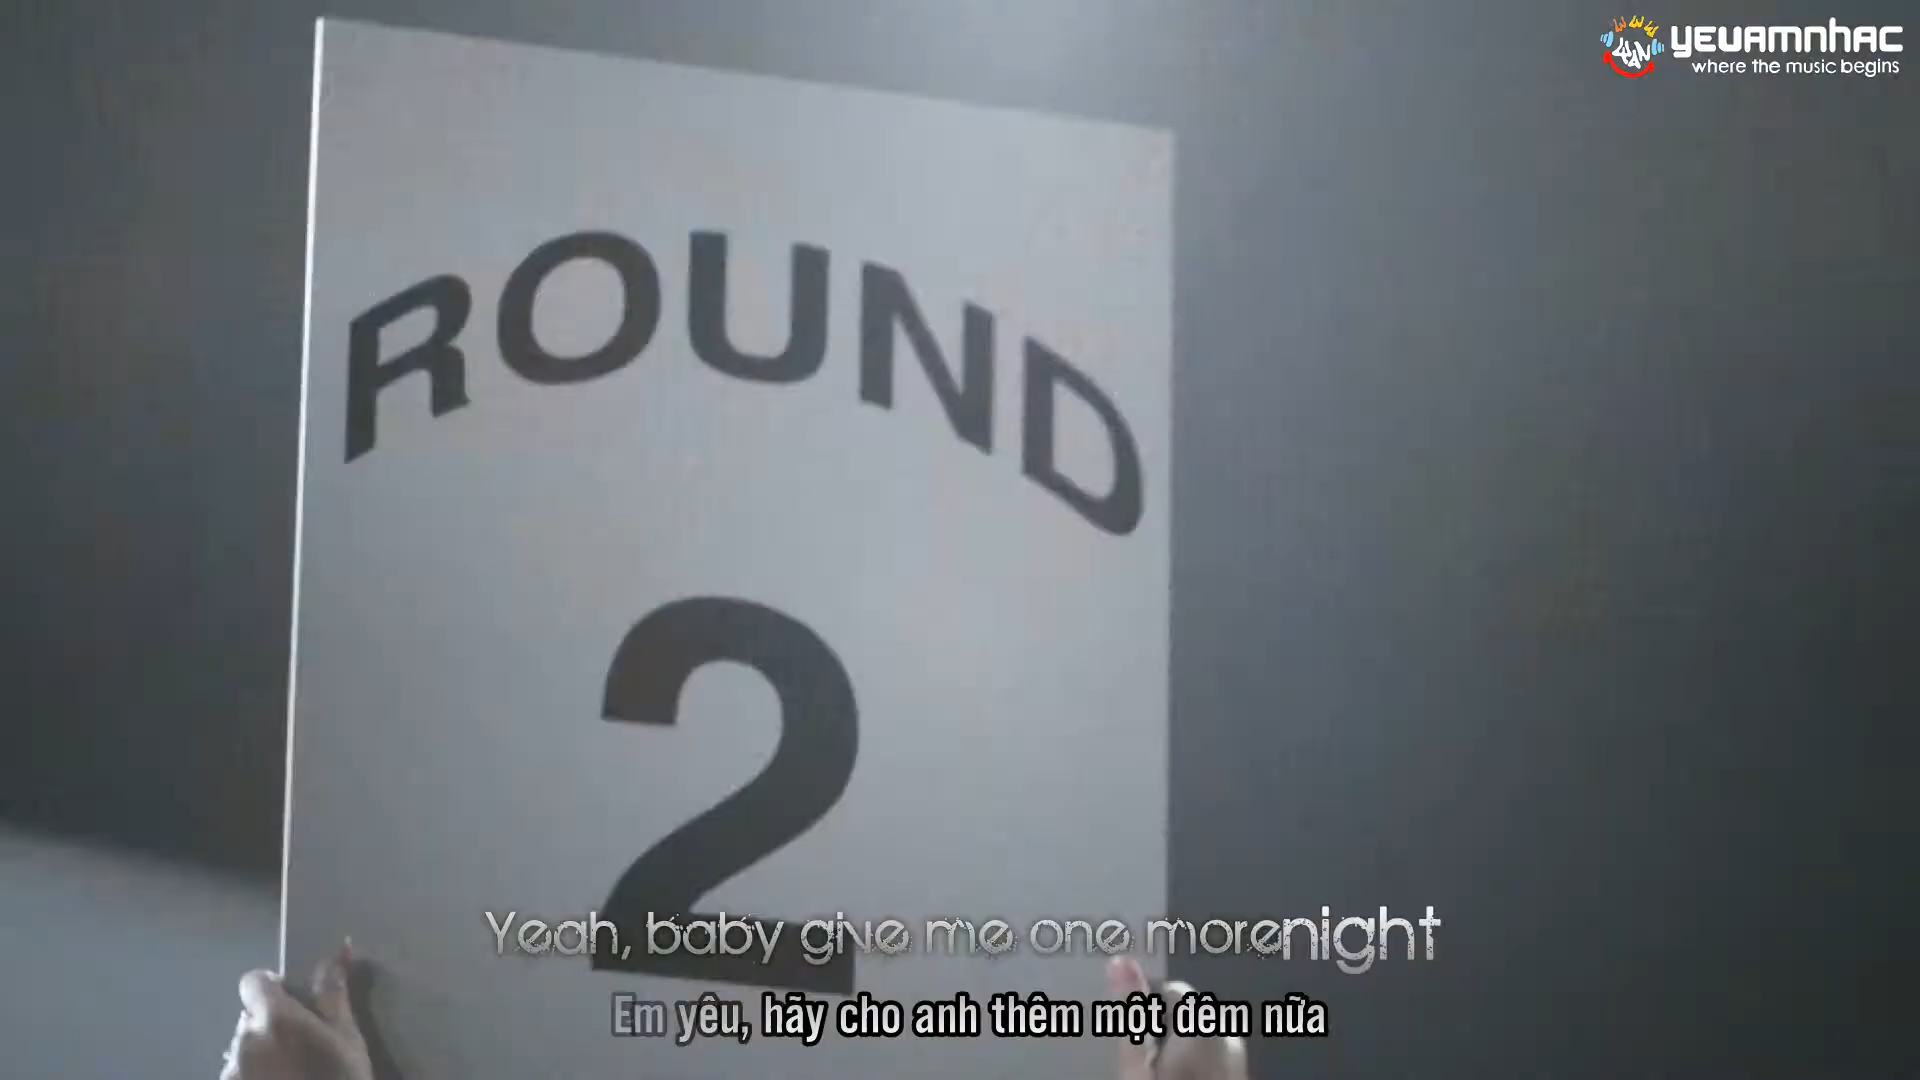 YEUAMNHAC
where the music begins
ROUND
2
Yeah, baby give me one more night
Em yêu, hãy cho anh thêm một đêm nữa